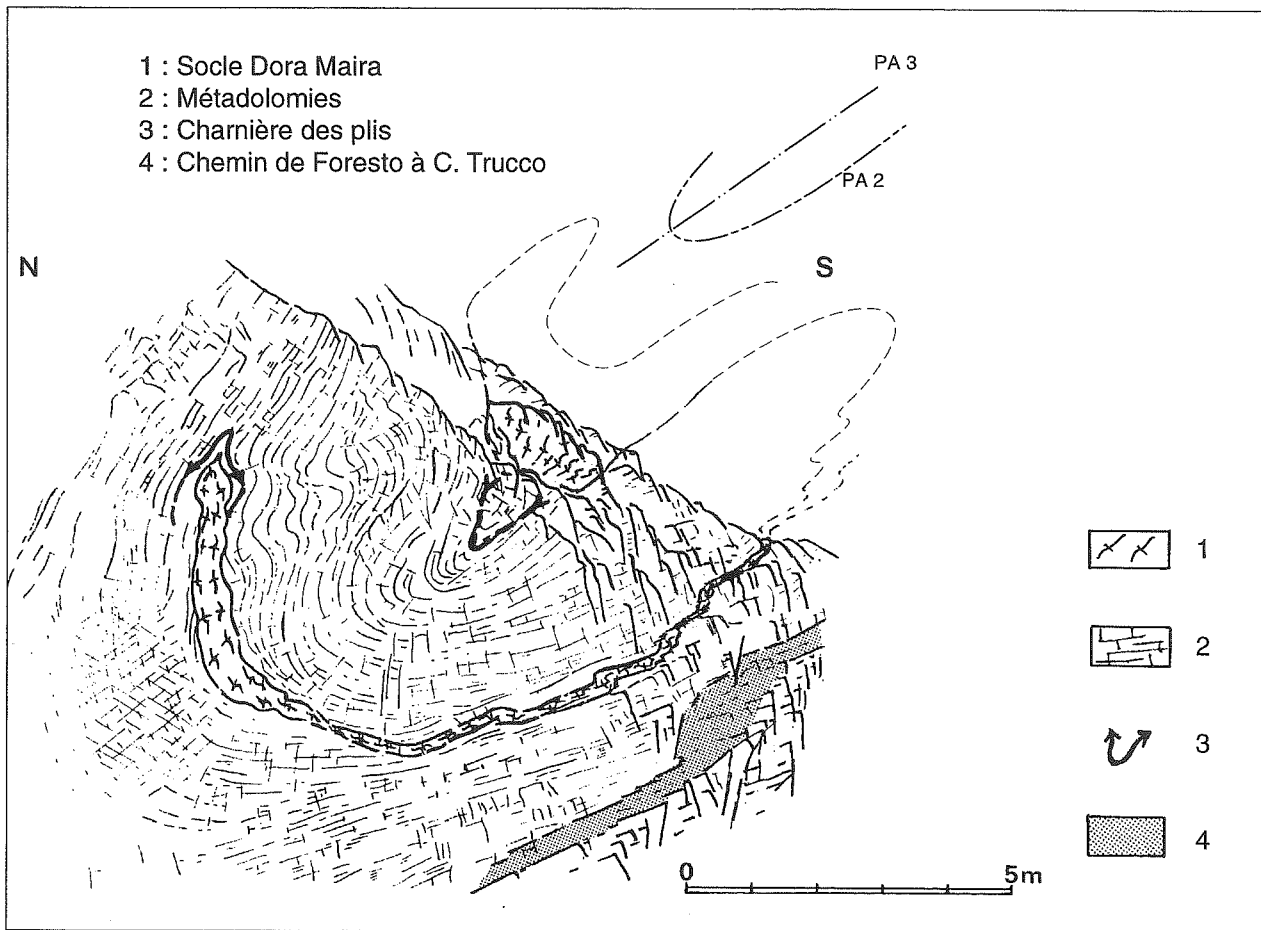 1 : Socle Dora Maira
2 : Métadolomies
3 : Charnière des plis
4 : Chemin de Foresto à C. Trucco
PA 3
PA 2
N
S
1
2
3
4
0
5m